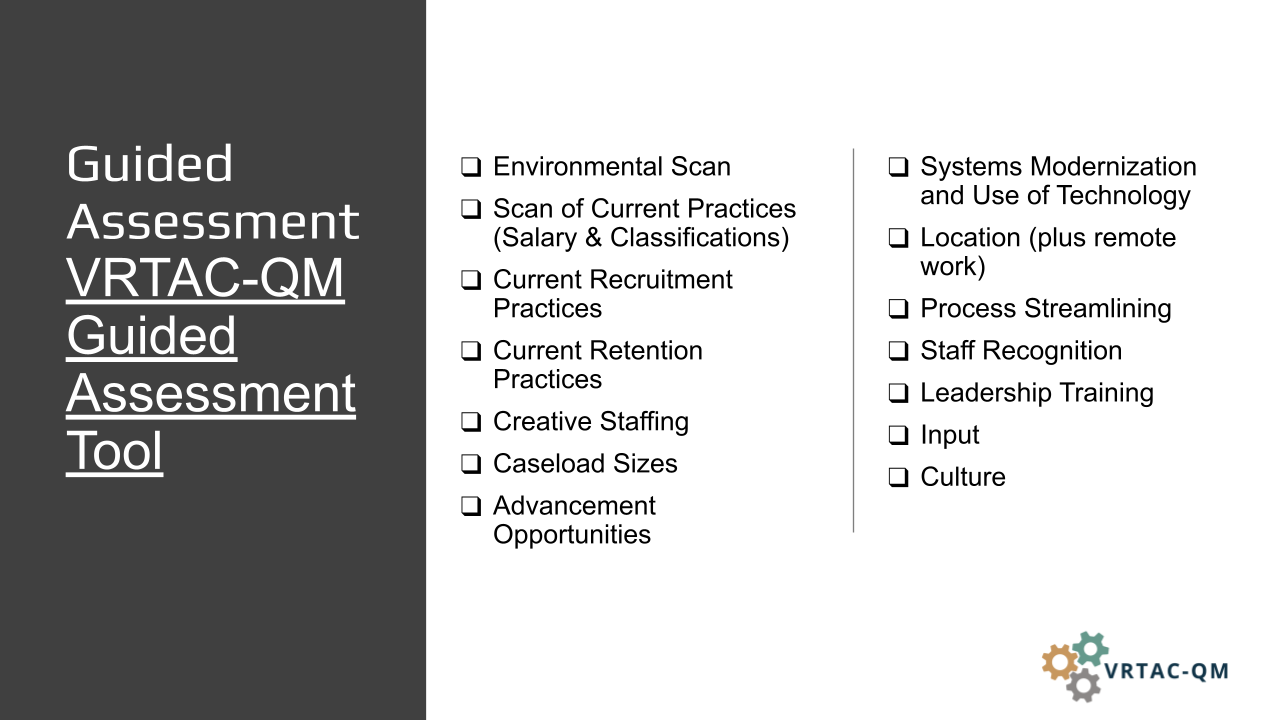 Guided
Assessment
VRTAC-QM
Guided
Assessment
Tool
❏ Environmental Scan
❏ Scan of Current Practices
(Salary & Classifications)
❏ Current Recruitment
Practices
❏ Current Retention
Practices
❏ Creative Staffing
❏ Caseload Sizes
❏ Advancement
Opportunities
❏ Systems Modernization
and Use of Technology
❏ Location (plus remote
work)
❏ Process Streamlining
❏ Staff Recognition
❏ Leadership Training
❏ Input
❏ Culture
VRTAC-QM